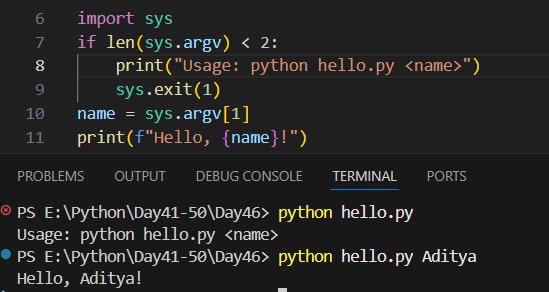 6 import sys
7 if len(sys.argv) < 2:
8 print("Usage: python hello.py <name>")
9 sys.exit(1)
10 name = sys.argv[1]
11 print(f"Hello, {name}!")
PROBLEMS OUTPUT DEBUG CONSOLE TERMINAL PORTS
PS E:\Python\Day41-50\Day46> python hello.py
Usage: python hello.py <name>
PS E:\Python\Day41-50\Day46> python hello.py Aditya
Hello, Aditya!